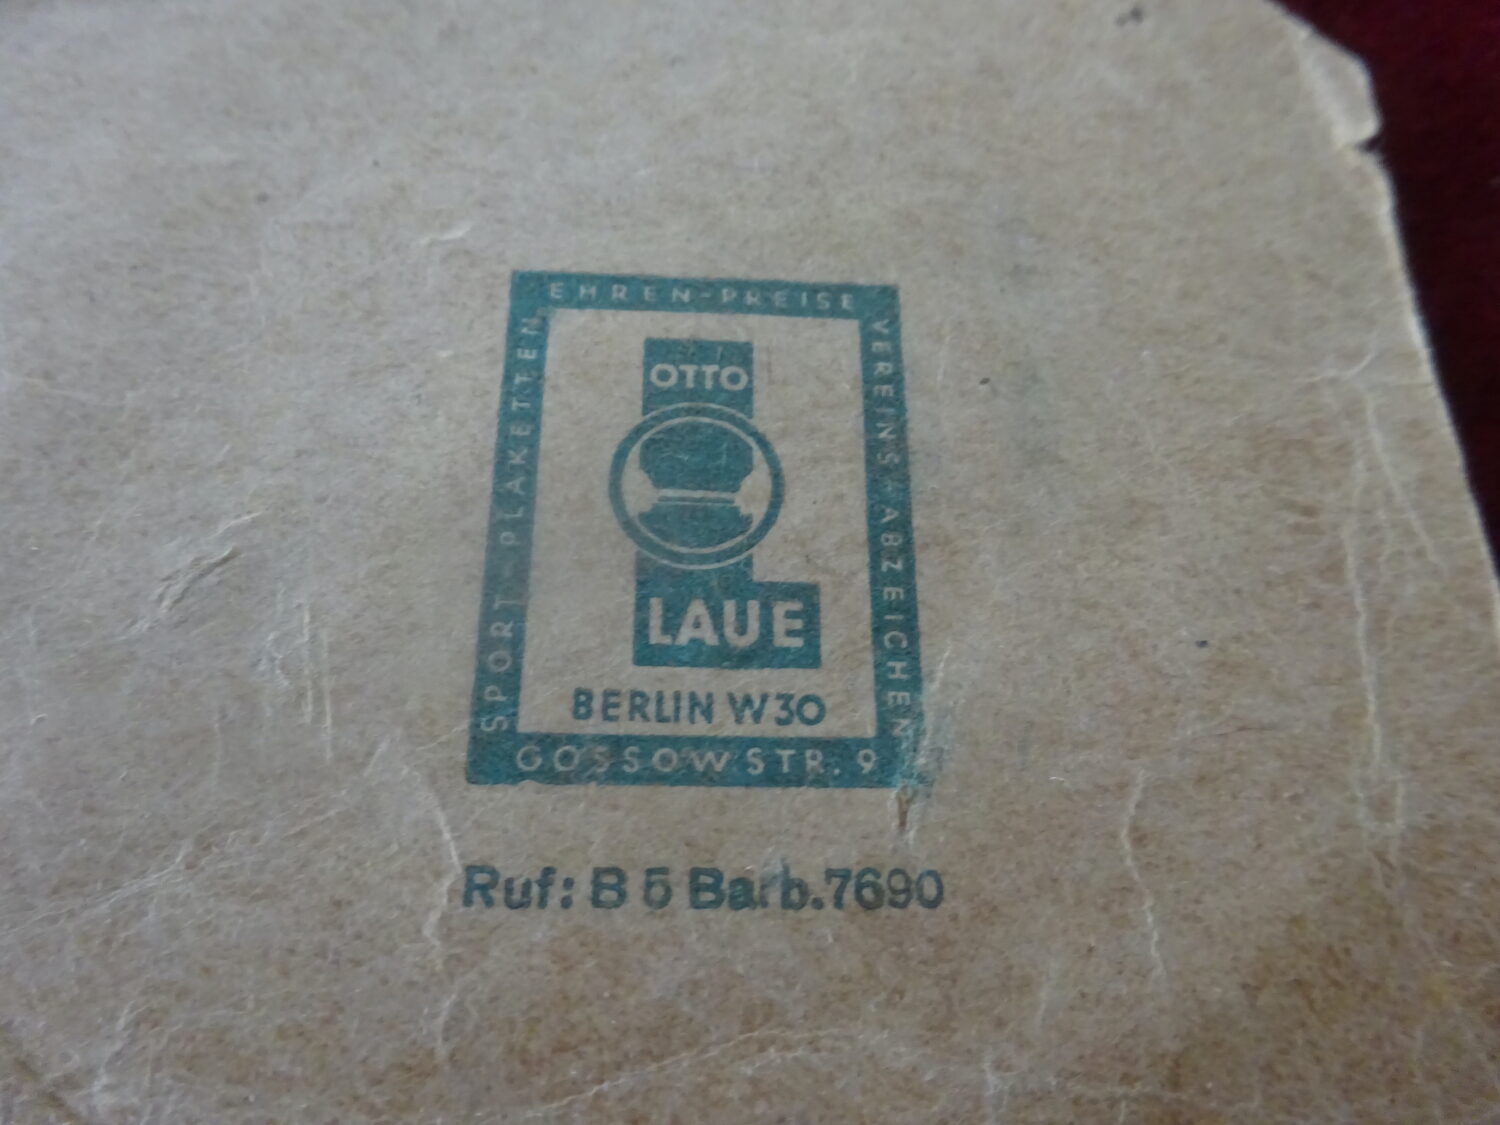 EHREN-PREISE
SPORT-PLAKETTEN
VEREINS-ABZEICHEN
OTTO
LAUE
BERLIN W30
GOSSOWSTR. 9
Ruf: B 5 Barb. 7690